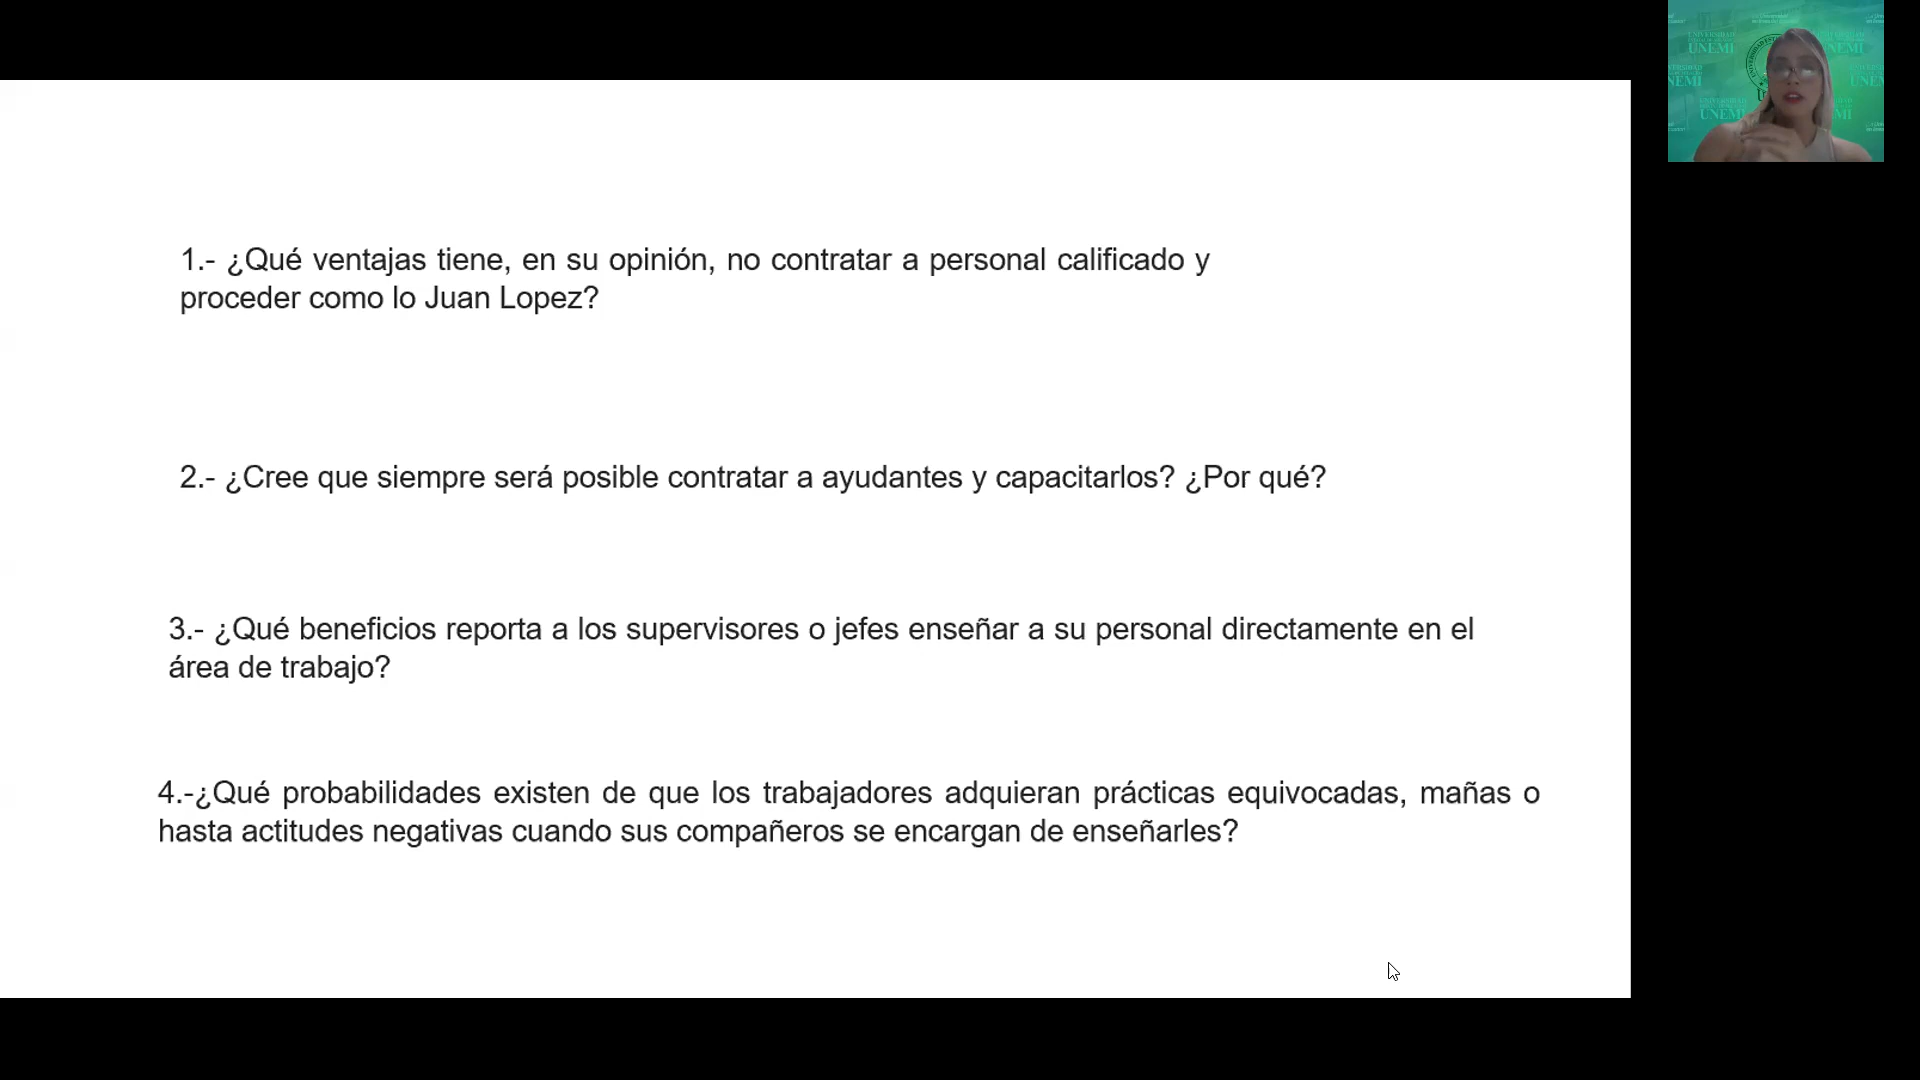 1.- ¿Qué ventajas tiene, en su opinión, no contratar a personal calificado y
proceder como lo Juan Lopez?
2.- ¿Cree que siempre será posible contratar a ayudantes y capacitarlos? ¿Por qué?
3.- ¿Qué beneficios reporta a los supervisores o jefes enseñar a su personal directamente en el
área de trabajo?
4.-¿Qué probabilidades existen de que los trabajadores adquieran prácticas equivocadas, mañas o
hasta actitudes negativas cuando sus compañeros se encargan de enseñarles?
UNIVERSIDAD
UNEMI
UNEMI